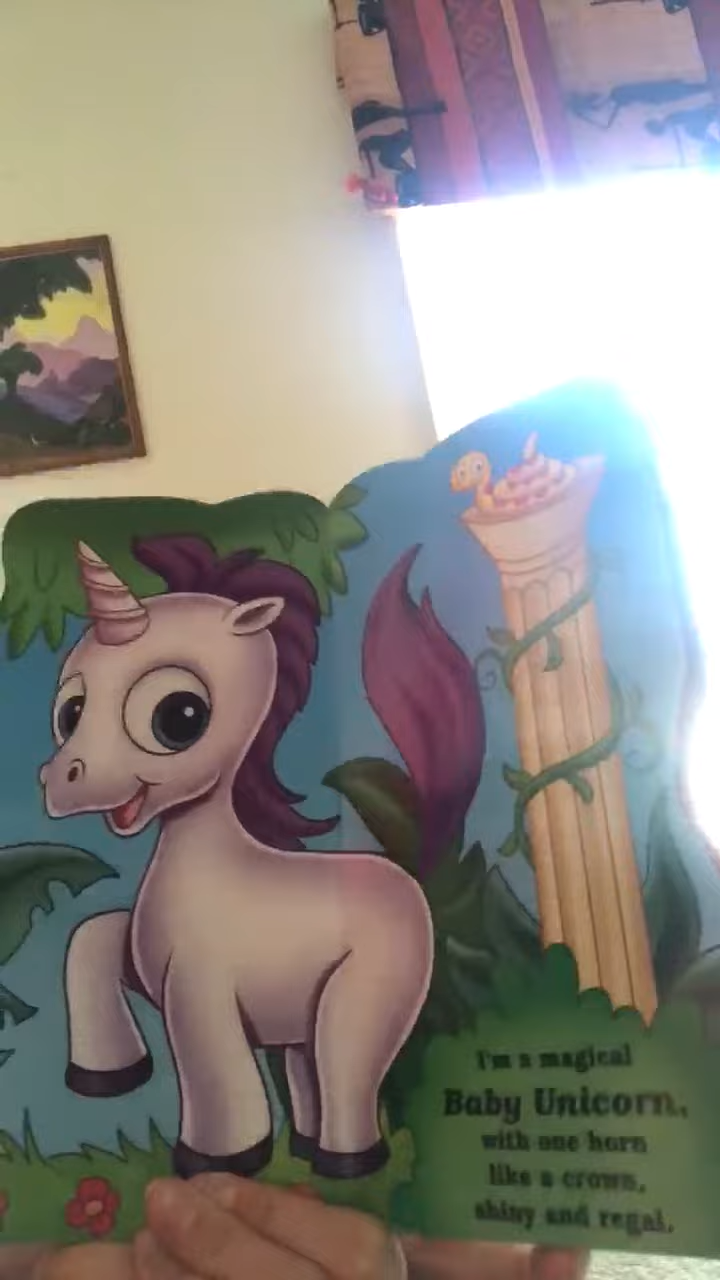 I'm a magical
Baby Unicorn,
with one horn
like a crown,
shiny and regal.